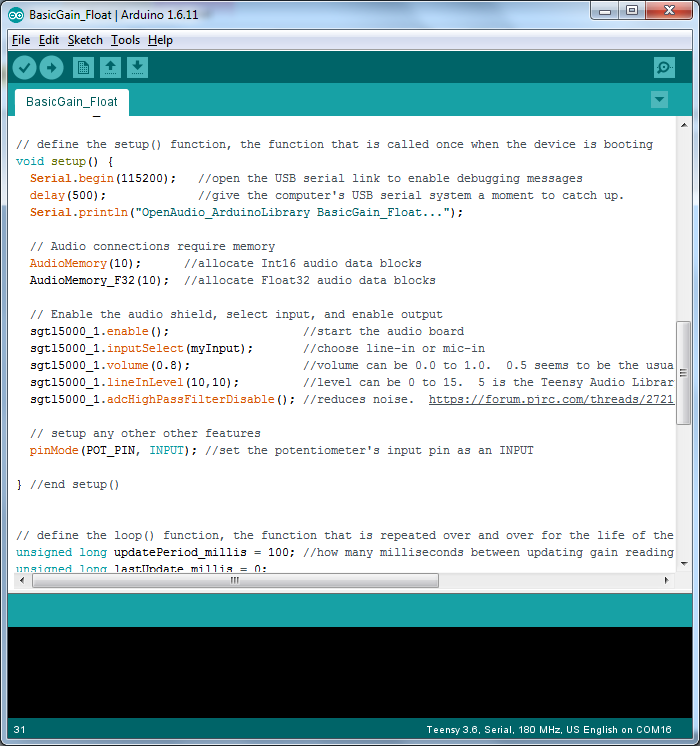 BasicGain_Float | Arduino 1.6.11
File Edit Sketch Tools Help
BasicGain_Float
// define the setup() function, the function that is called once when the device is booting
void setup() {
  Serial.begin(115200);   //open the USB serial link to enable debugging messages
  delay(500);             //give the computer's USB serial system a moment to catch up.
  Serial.println("OpenAudio_ArduinoLibrary BasicGain_Float...");
  // Audio connections require memory
  AudioMemory(10);      //allocate Int16 audio data blocks
  AudioMemory_F32(10);  //allocate Float32 audio data blocks
  // Enable the audio shield, select input, and enable output
  sgtl5000_1.enable();                   //start the audio board
  sgtl5000_1.inputSelect(myInput);       //choose line-in or mic-in
  sgtl5000_1.volume(0.8);                //volume can be 0.0 to 1.0.  0.5 seems to be the usua
  sgtl5000_1.lineInLevel(10,10);         //level can be 0 to 15.  5 is the Teensy Audio Librar
  sgtl5000_1.adcHighPassFilterDisable(); //reduces noise.  https://forum.pjrc.com/threads/2721
  // setup any other other features
  pinMode(POT_PIN, INPUT); //set the potentiometer's input pin as an INPUT
} //end setup()
// define the loop() function, the function that is repeated over and over for the life of the
unsigned long updatePeriod_millis = 100; //how many milliseconds between updating gain reading
unsigned long lastUpdate_millis = 0;
31
Teensy 3.6, Serial, 180 MHz, US English on COM16